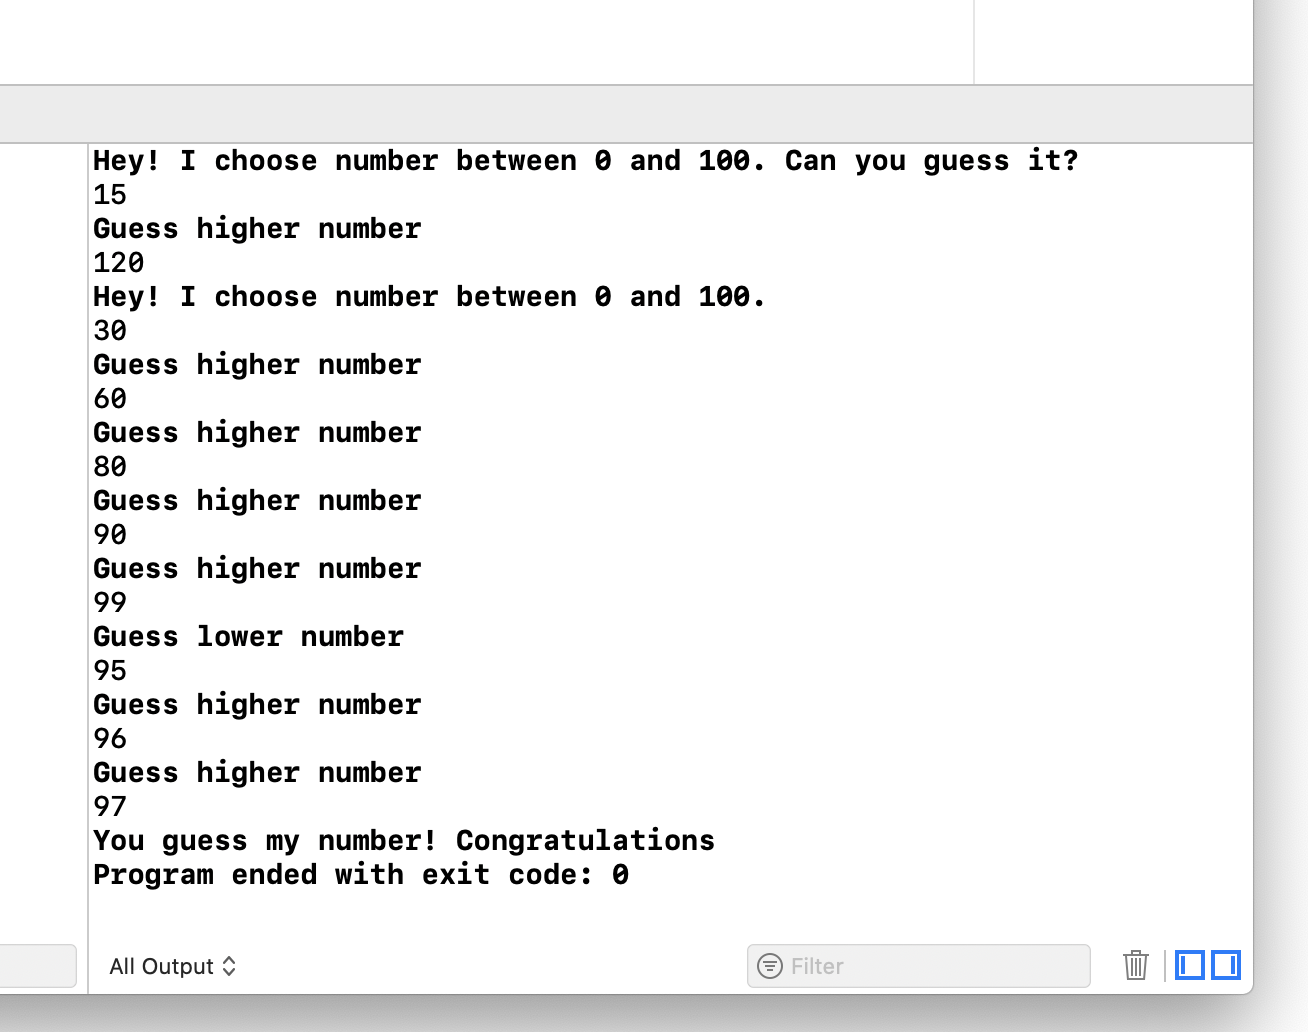 Hey! I choose number between 0 and 100. Can you guess it?
15
Guess higher number
120
Hey! I choose number between 0 and 100.
30
Guess higher number
60
Guess higher number
80
Guess higher number
90
Guess higher number
99
Guess lower number
95
Guess higher number
96
Guess higher number
97
You guess my number! Congratulations
Program ended with exit code: 0
All Output
Filter